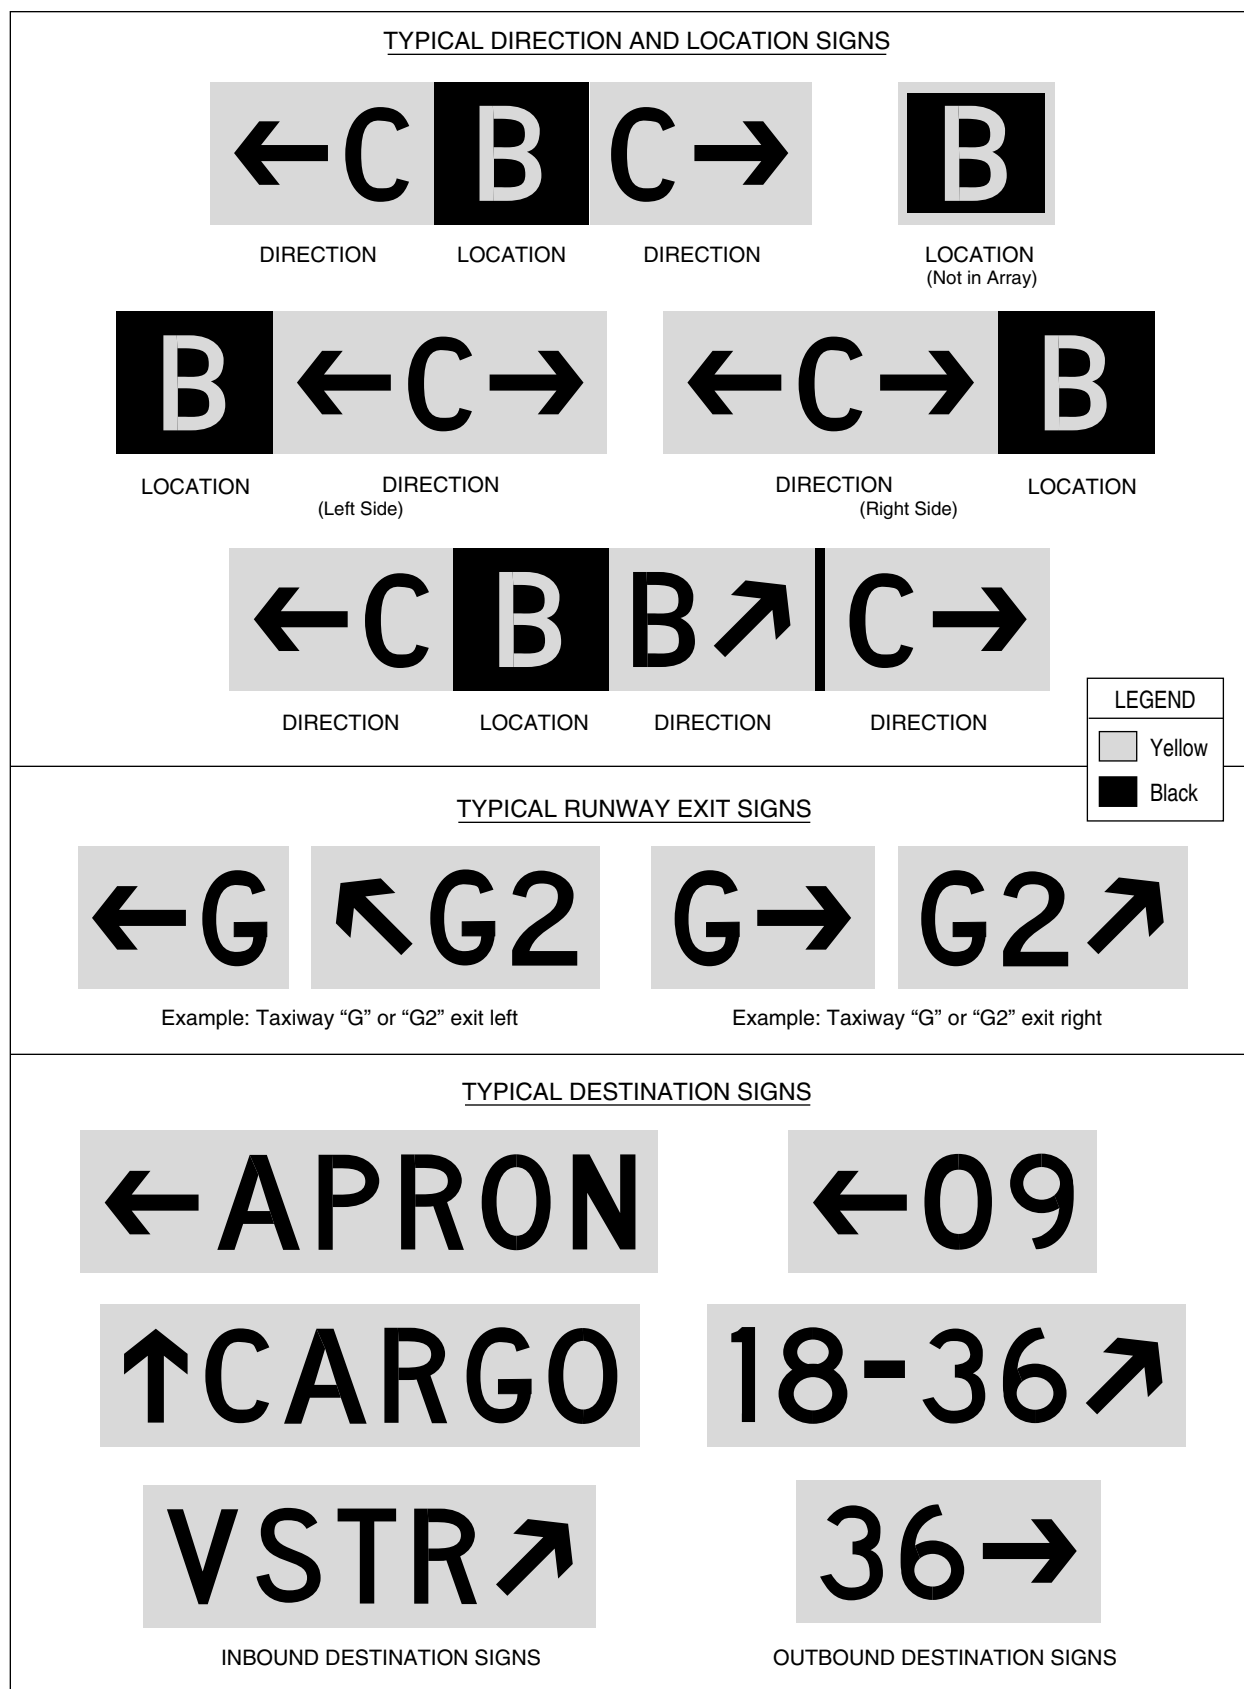 TYPICAL DIRECTION AND LOCATION SIGNS
←C B C→ B
DIRECTION LOCATION DIRECTION LOCATION
(Not in Array)
B ←C→ ←C→ B
LOCATION DIRECTION DIRECTION LOCATION
(Left Side) (Right Side)
←C B B↗ C→
DIRECTION LOCATION DIRECTION DIRECTION
LEGEND
Yellow
Black
TYPICAL RUNWAY EXIT SIGNS
←G ↖G2 G→ G2↗
Example: Taxiway “G” or “G2” exit left Example: Taxiway “G” or “G2” exit right
TYPICAL DESTINATION SIGNS
←APRON ←09
↑CARGO 18-36↗
VSTR↗ 36→
INBOUND DESTINATION SIGNS OUTBOUND DESTINATION SIGNS